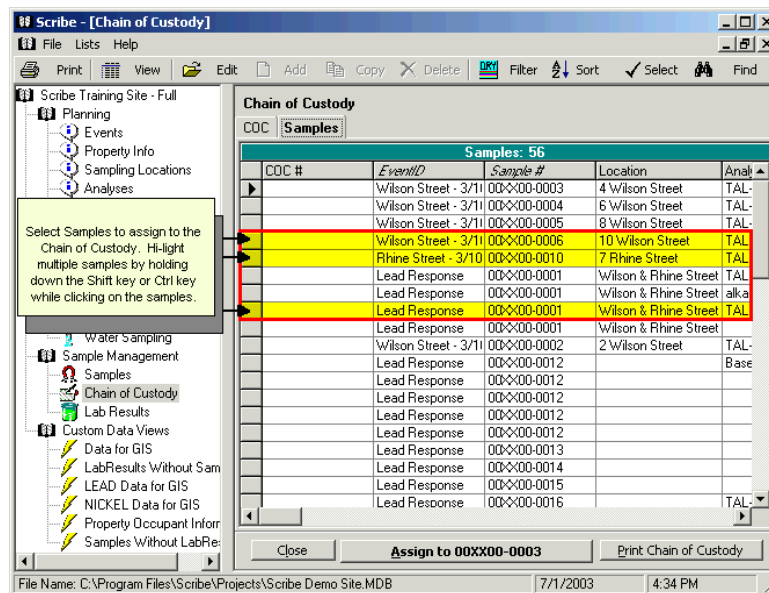 Scribe - [Chain of Custody]
File Lists Help
Print View Edit Add Copy Delete Filter Sort Select Find
Scribe Training Site - Full
Planning
Events
Property Info
Sampling Locations
Analyses
Select Samples to assign to the
Chain of Custody. Hi-light
multiple samples by holding
down the Shift key or Ctrl key
while clicking on the samples.
Water Sampling
Sample Management
Samples
Chain of Custody
Lab Results
Custom Data Views
Data for GIS
LabResults Without Sam
LEAD Data for GIS
NICKEL Data for GIS
Property Occupant Inforr
Samples Without LabRe:
Chain of Custody
COC Samples
Samples: 56
COC # EventID Sample # Location Anal
Wilson Street - 3/1 00XX00-0003 4 Wilson Street TAL-
Wilson Street - 3/1 00XX00-0004 6 Wilson Street TAL-
Wilson Street - 3/1 00XX00-0005 8 Wilson Street TAL-
Wilson Street - 3/1 00XX00-0006 10 Wilson Street TAL
Rhine Street - 3/10 00XX00-0010 7 Rhine Street TAL
Lead Response 00XX00-0001 Wilson & Rhine Street TAL
Lead Response 00XX00-0001 Wilson & Rhine Street alka
Lead Response 00XX00-0001 Wilson & Rhine Street TAL
Lead Response 00XX00-0001 Wilson & Rhine Street
Wilson Street - 3/1 00XX00-0002 2 Wilson Street TAL-
Lead Response 00XX00-0012 Base
Lead Response 00XX00-0012
Lead Response 00XX00-0012
Lead Response 00XX00-0012
Lead Response 00XX00-0012
Lead Response 00XX00-0013
Lead Response 00XX00-0014
Lead Response 00XX00-0015
Lead Response 00XX00-0016 TAL-
Close Assign to 00XX00-0003 Print Chain of Custody
File Name: C:\Program Files\Scribe\Projects\Scribe Demo Site.MDB 7/1/2003 4:34 PM